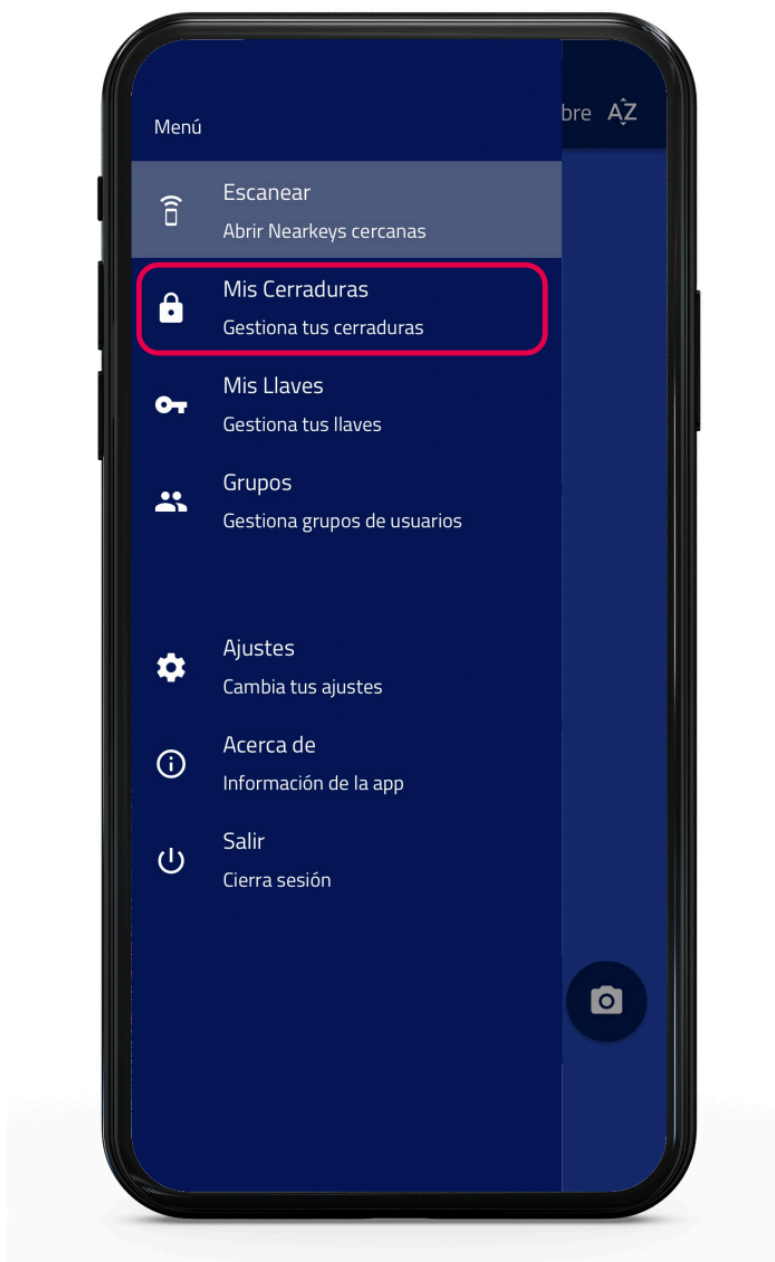 Menú
bre AZ
Escanear
Abrir Nearkeys cercanas
Mis Cerraduras
Gestiona tus cerraduras
Mis Llaves
Gestiona tus llaves
Grupos
Gestiona grupos de usuarios
Ajustes
Cambia tus ajustes
Acerca de
Información de la app
Salir
Cierra sesión